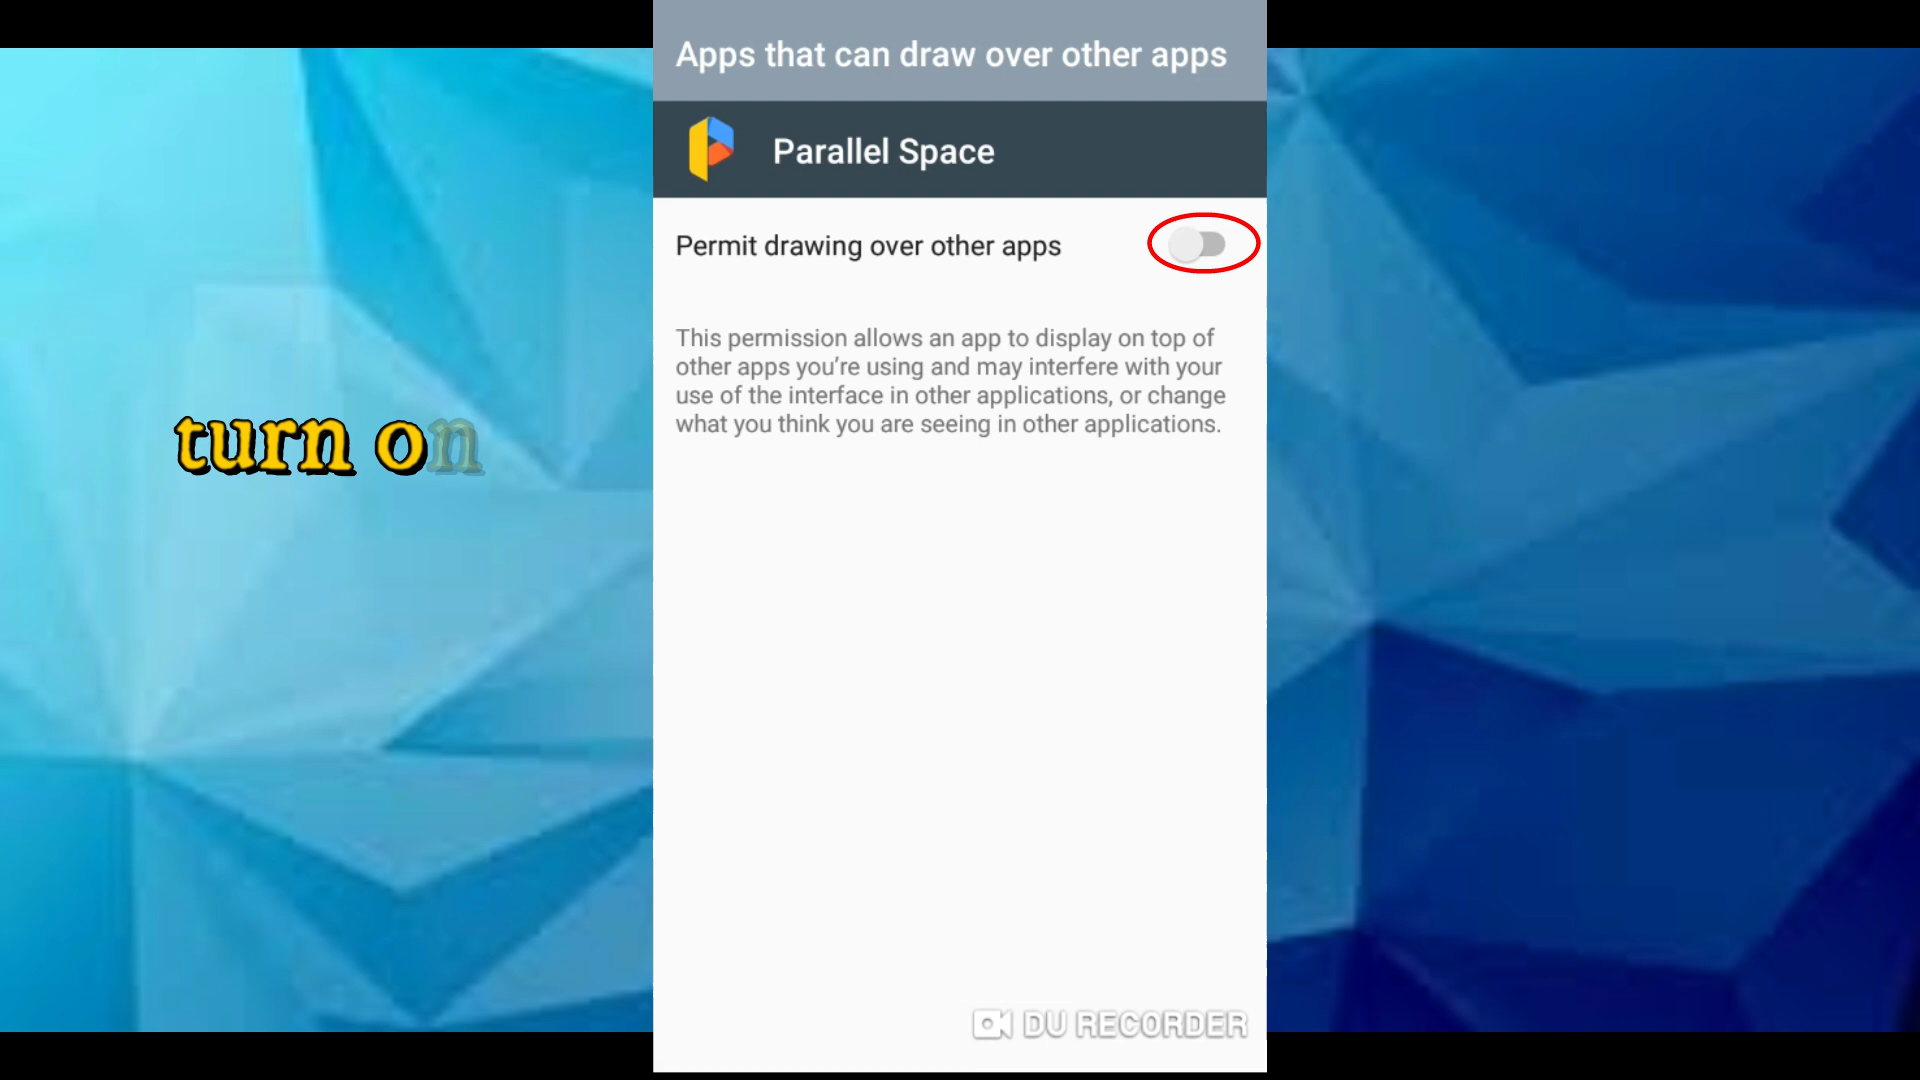 Apps that can draw over other apps
Parallel Space
Permit drawing over other apps
This permission allows an app to display on top of
other apps you’re using and may interfere with your
use of the interface in other applications, or change
what you think you are seeing in other applications.
turn on
DU RECORDER